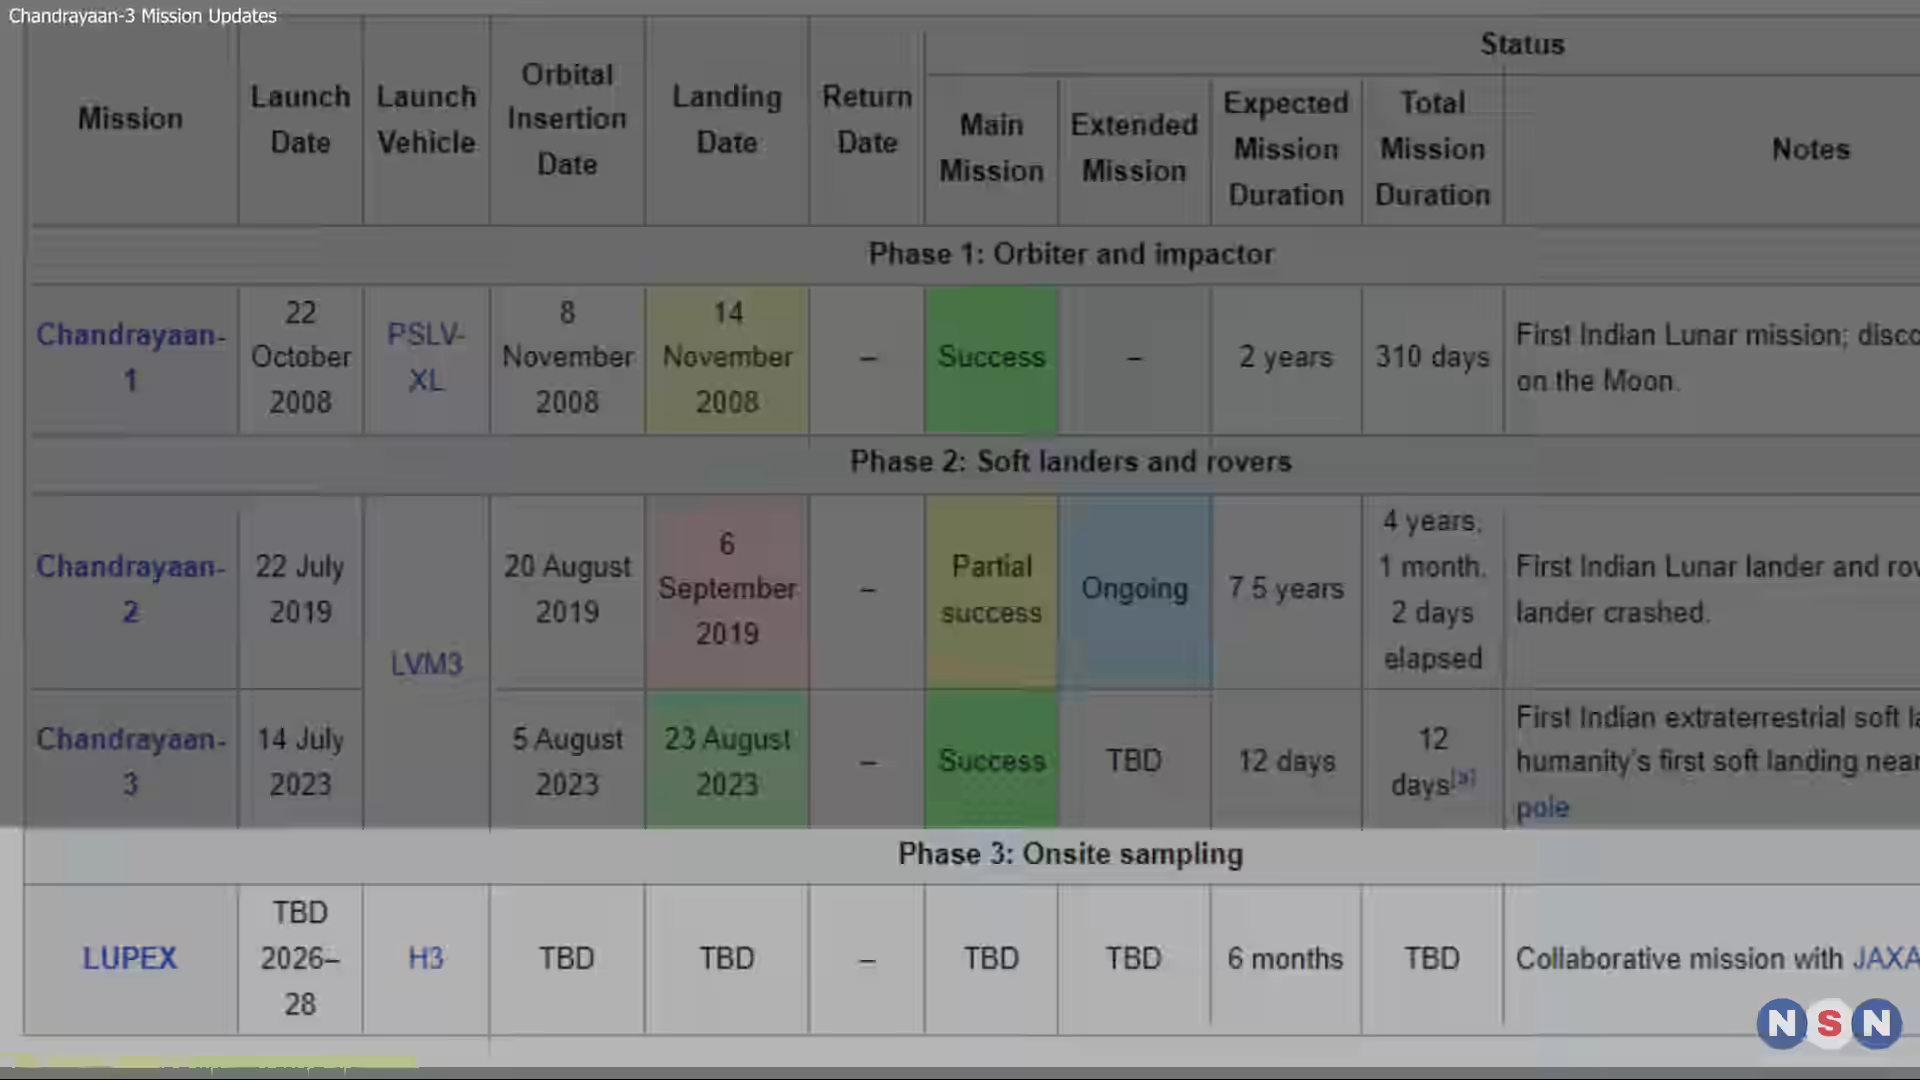 Chandrayaan-3 Mission Updates
Status
Mission
Launch Date
Launch Vehicle
Orbital Insertion Date
Landing Date
Return Date
Main Mission
Extended Mission
Expected Mission Duration
Total Mission Duration
Notes
Phase 1: Orbiter and impactor
Chandrayaan-1
22 October 2008
PSLV-XL
8 November 2008
14 November 2008
–
Success
–
2 years
310 days
First Indian Lunar mission; disco
on the Moon.
Phase 2: Soft landers and rovers
Chandrayaan-2
22 July 2019
LVM3
20 August 2019
6 September 2019
–
Partial success
Ongoing
7.5 years
4 years, 1 month, 2 days elapsed
First Indian Lunar lander and rov
lander crashed.
Chandrayaan-3
14 July 2023
5 August 2023
23 August 2023
–
Success
TBD
12 days
12 days[a]
First Indian extraterrestrial soft la
humanity's first soft landing near
pole
Phase 3: Onsite sampling
LUPEX
TBD 2026–28
H3
TBD
TBD
–
TBD
TBD
6 months
TBD
Collaborative mission with JAXA
NSN